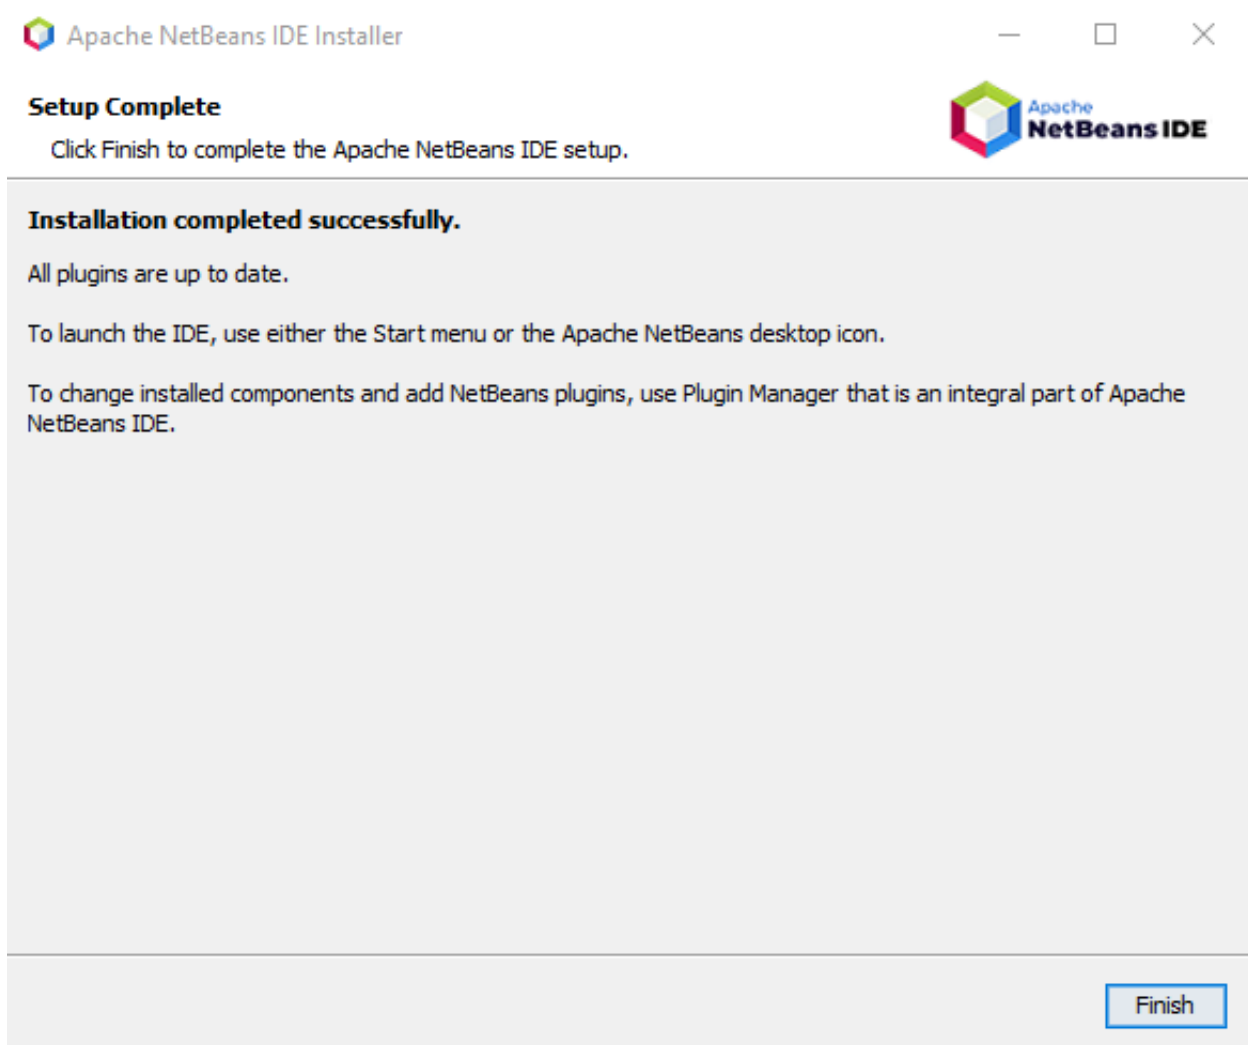 Apache NetBeans IDE Installer
Setup Complete
Click Finish to complete the Apache NetBeans IDE setup.
Apache
NetBeans IDE
Installation completed successfully.
All plugins are up to date.
To launch the IDE, use either the Start menu or the Apache NetBeans desktop icon.
To change installed components and add NetBeans plugins, use Plugin Manager that is an integral part of Apache
NetBeans IDE.
Finish